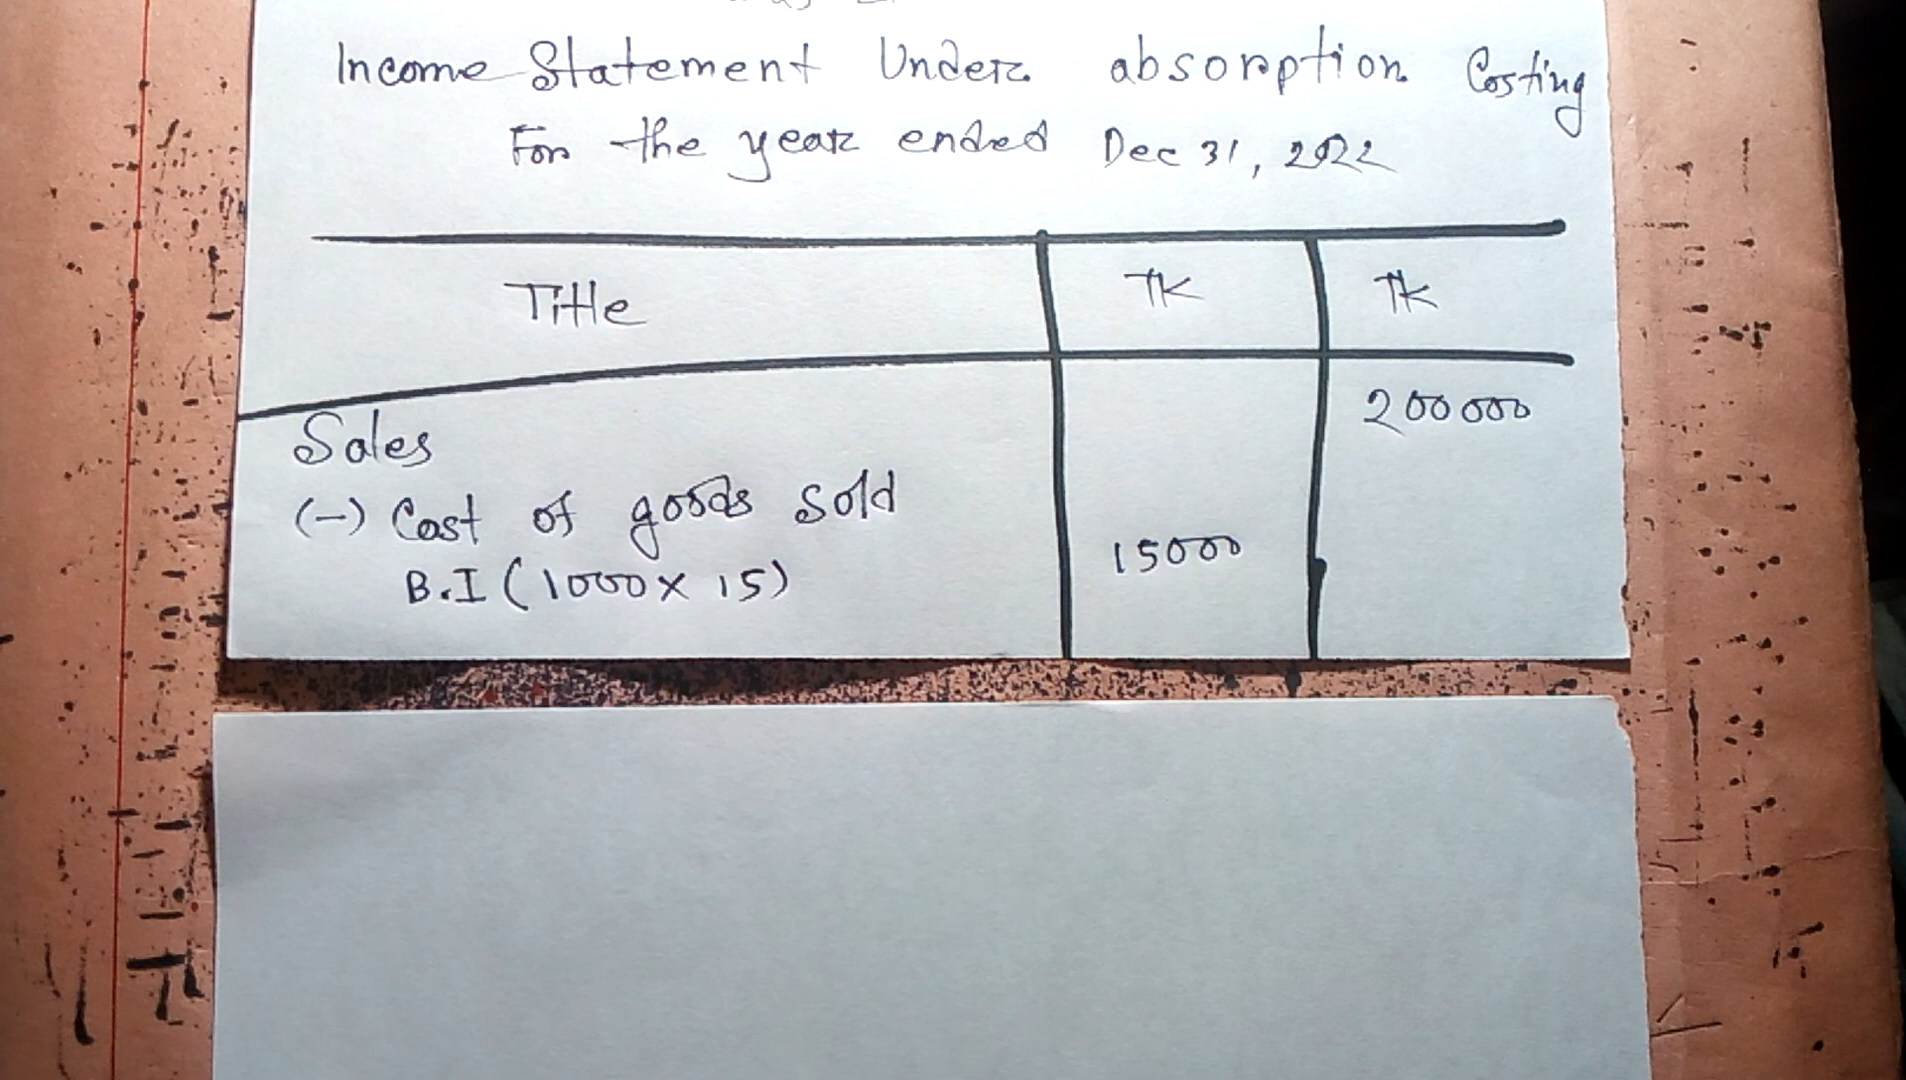 Income Statement Under absorption Costing
For the year ended Dec 31, 2022
Title TK TK
Sales 200000
(-) Cost of goods sold
B.I (1000 x 15) 15000